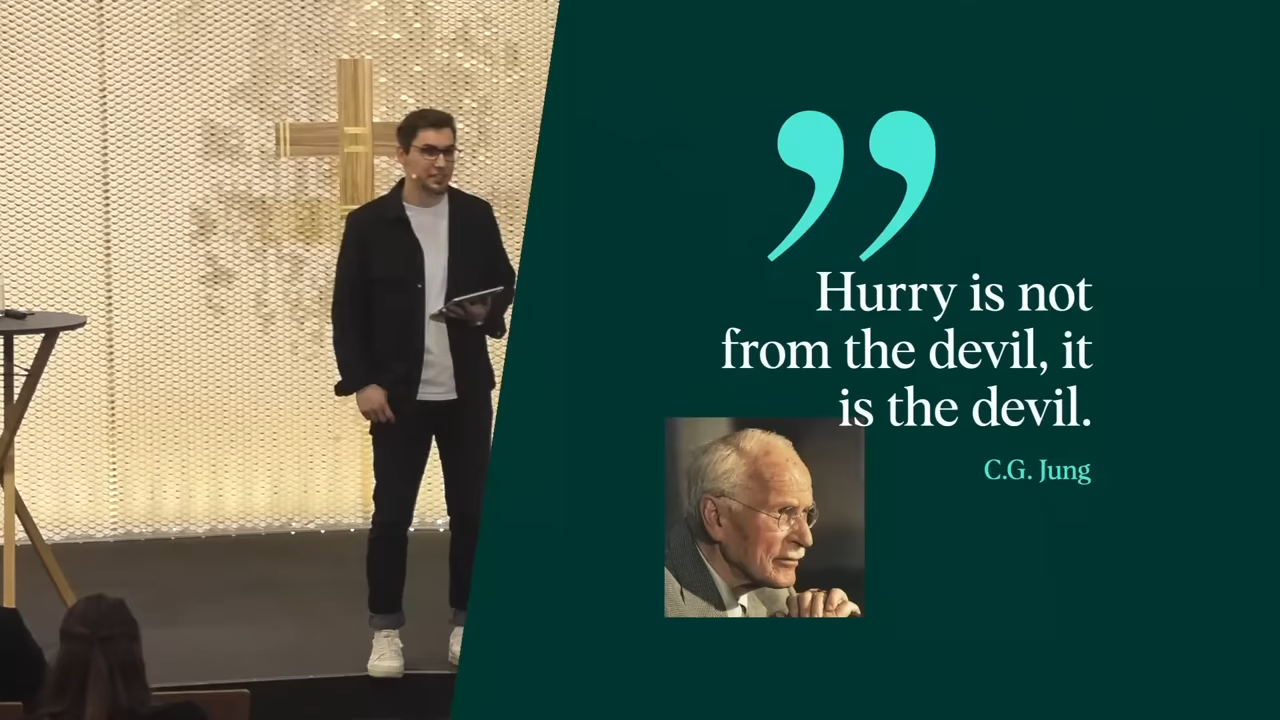 ”
Hurry is not
from the devil, it
is the devil.
C.G. Jung